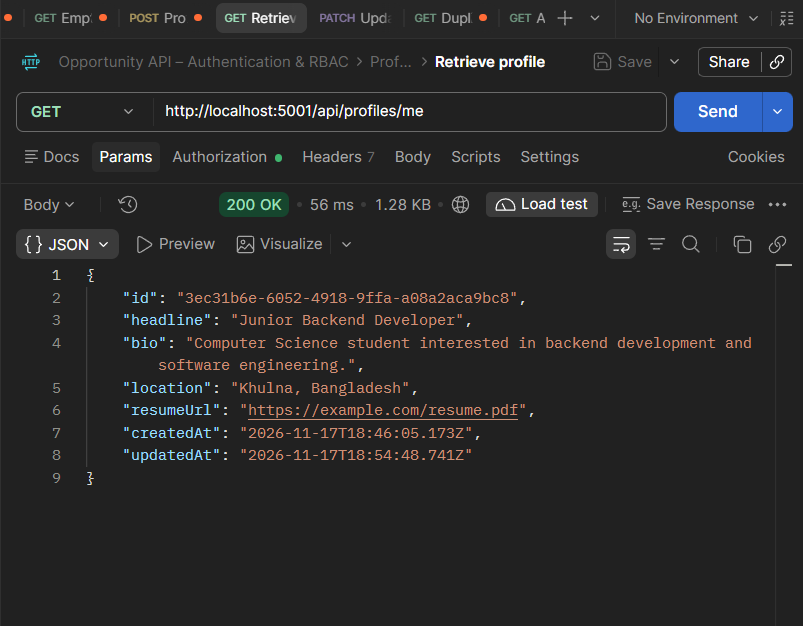 GET Emp: POST Pro GET Retriev PATCH Upda GET Dupl GET A No Environment
HTTP Opportunity API – Authentication & RBAC > Prof... > Retrieve profile Save Share
GET http://localhost:5001/api/profiles/me Send
Docs Params Authorization Headers 7 Body Scripts Settings Cookies
Body 200 OK 56 ms 1.28 KB Load test e.g. Save Response
{} JSON Preview Visualize
1 {
2 "id": "3ec31b6e-6052-4918-9ffa-a08a2aca9bc8",
3 "headline": "Junior Backend Developer",
4 "bio": "Computer Science student interested in backend development and
software engineering.",
5 "location": "Khulna, Bangladesh",
6 "resumeUrl": "https://example.com/resume.pdf",
7 "createdAt": "2026-11-17T18:46:05.173Z",
8 "updatedAt": "2026-11-17T18:54:48.741Z"
9 }